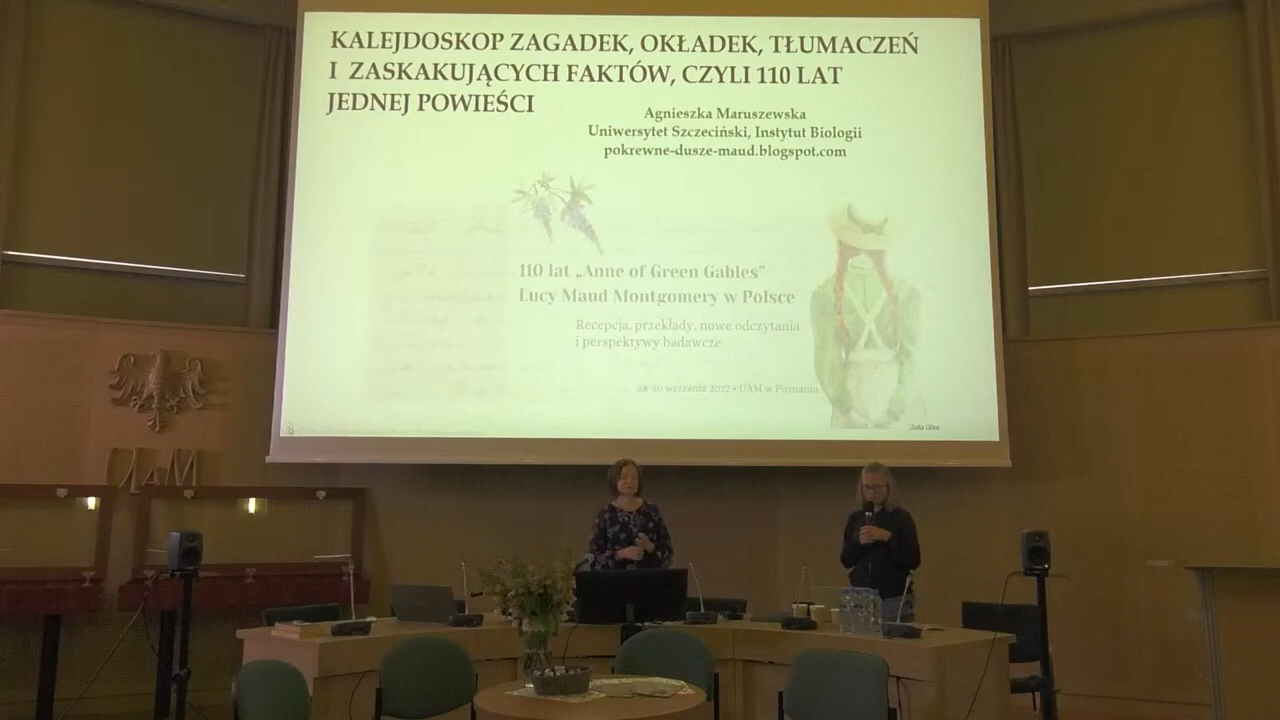 KALEJDOSKOP ZAGADEK, OKŁADEK, TŁUMACZEŃ
I ZASKAKUJĄCYCH FAKTÓW, CZYLI 110 LAT
JEDNEJ POWIEŚCI
Agnieszka Maruszewska
Uniwersytet Szczeciński, Instytut Biologii
pokrewne-dusze-maud.blogspot.com
110 lat „Anne of Green Gables”
Lucy Maud Montgomery w Polsce
Recepcja, przekłady, nowe odczytania
i perspektywy badawcze
28-30 września 2022 • UAM w Poznaniu
UAM